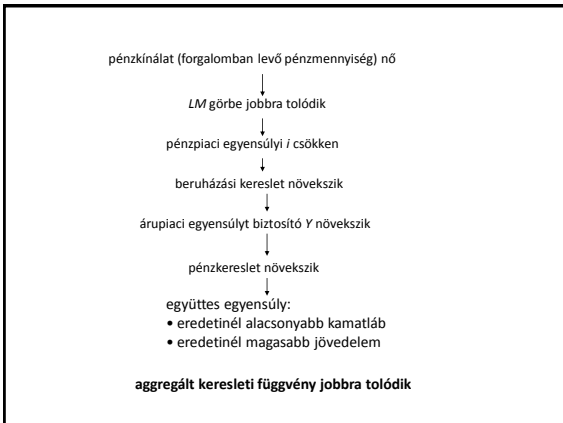 pénzkínálat (forgalomban levő pénzmennyiség) nő
LM görbe jobbra tolódik
pénzpiaci egyensúlyi i csökken
beruházási kereslet növekszik
árupiaci egyensúlyt biztosító Y növekszik
pénzkereslet növekszik
együttes egyensúly:
• eredetinél alacsonyabb kamatláb
• eredetinél magasabb jövedelem
aggregált keresleti függvény jobbra tolódik